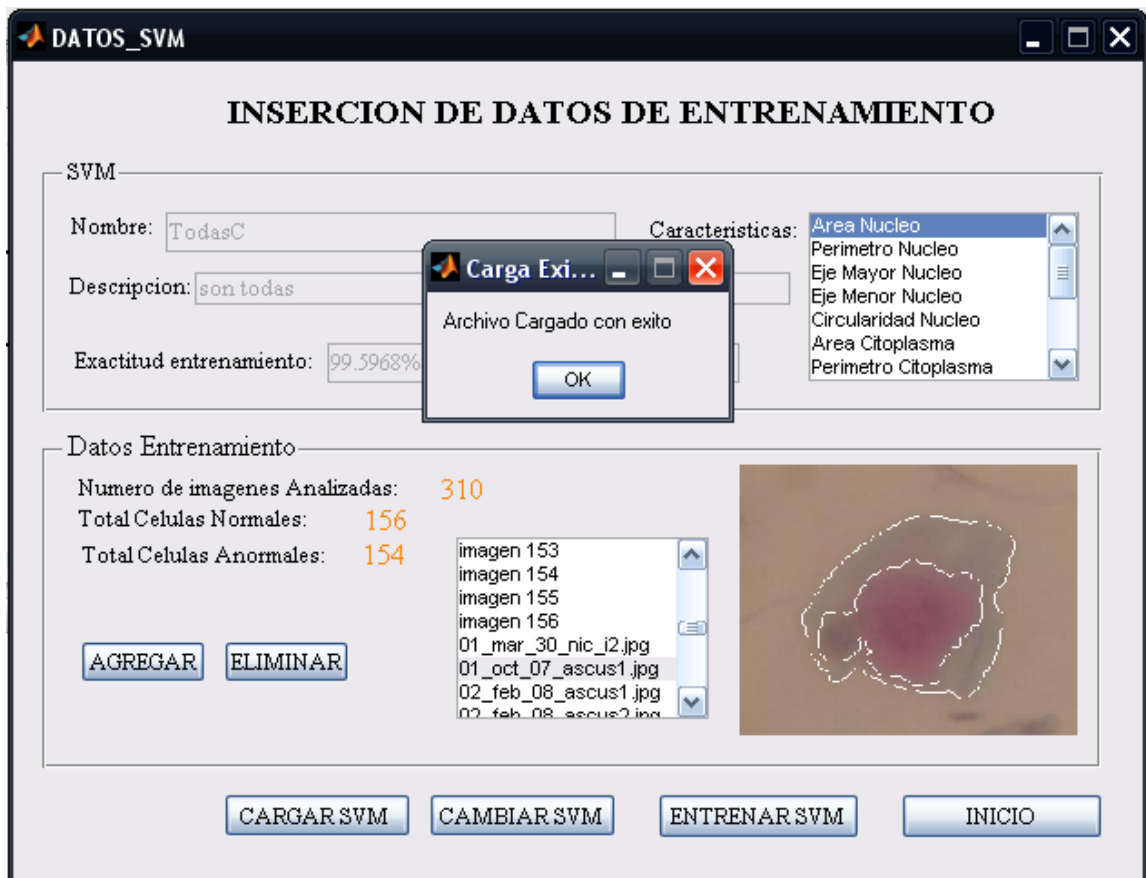 DATOS_SVM
INSERCION DE DATOS DE ENTRENAMIENTO
SVM
Nombre: TodasC
Caracteristicas:
Area Nucleo
Perimetro Nucleo
Eje Mayor Nucleo
Eje Menor Nucleo
Circularidad Nucleo
Area Citoplasma
Perimetro Citoplasma
Descripcion: son todas
Exactitud entrenamiento: 99.5968%
Carga Exi...
Archivo Cargado con exito
OK
Datos Entrenamiento
Numero de imagenes Analizadas: 310
Total Celulas Normales: 156
Total Celulas Anormales: 154
imagen 153
imagen 154
imagen 155
imagen 156
01_mar_30_nic_i2.jpg
01_oct_07_ascus1.jpg
02_feb_08_ascus1.jpg
02_feb_08_ascus2.jpg
AGREGAR ELIMINAR
CARGAR SVM CAMBIAR SVM ENTRENAR SVM INICIO